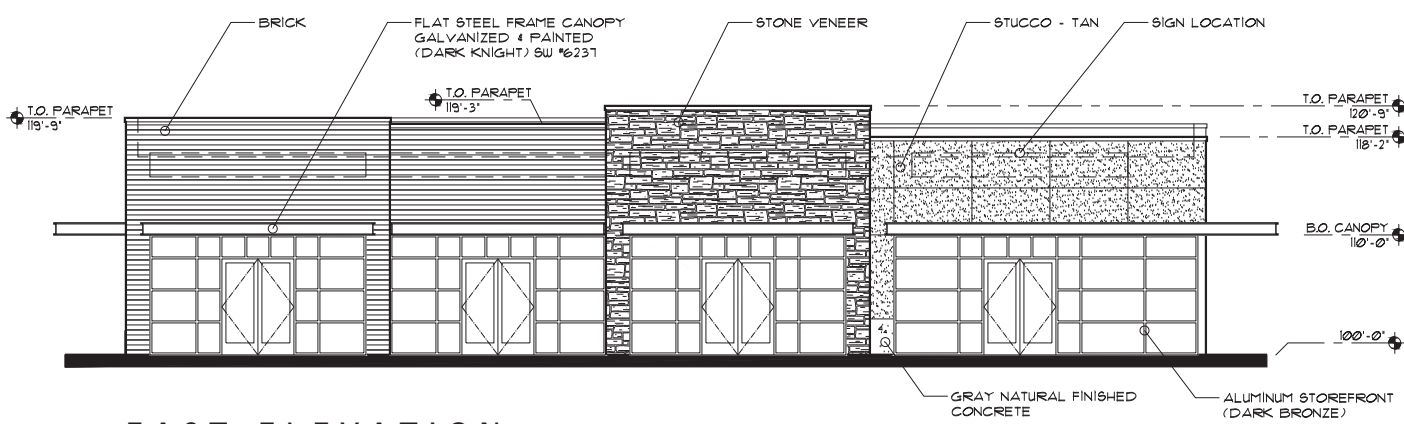 BRICK
FLAT STEEL FRAME CANOPY
GALVANIZED & PAINTED
(DARK KNIGHT) SW #6237
STONE VENEER
STUCCO - TAN
SIGN LOCATION
T.O. PARAPET
119'-9"
T.O. PARAPET
119'-3"
T.O. PARAPET
120'-9"
T.O. PARAPET
118'-2"
B.O. CANOPY
110'-0"
100'-0"
GRAY NATURAL FINISHED
CONCRETE
ALUMINUM STOREFRONT
(DARK BRONZE)
EAST ELEVATION